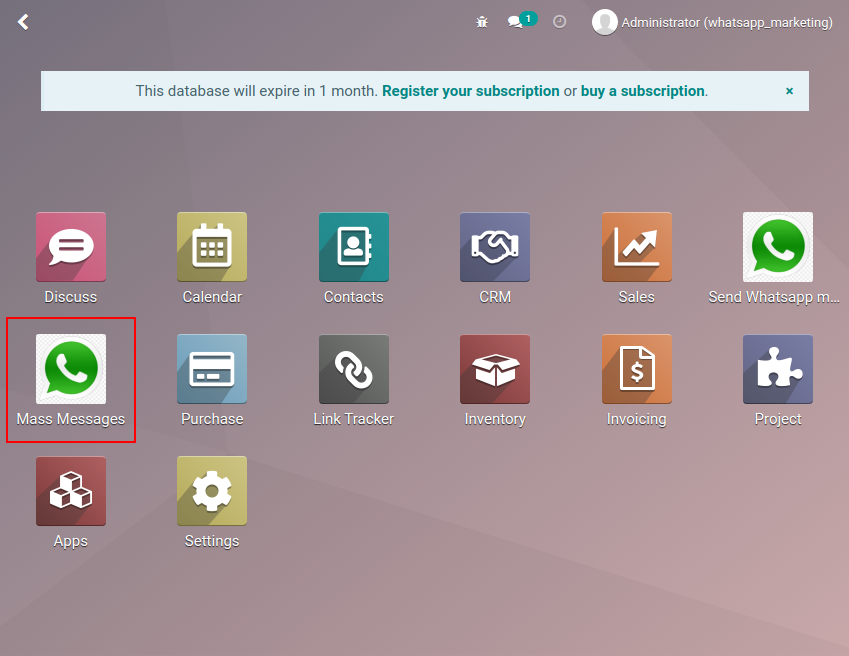 1 Administrator (whatsapp_marketing)
This database will expire in 1 month. Register your subscription or buy a subscription. ×
Discuss Calendar Contacts CRM Sales Send Whatsapp m...
Mass Messages Purchase Link Tracker Inventory Invoicing Project
Apps Settings